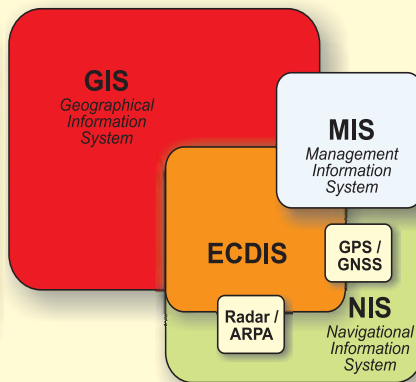 GIS
Geographical
Information
System
MIS
Management
Information
System
ECDIS
GPS /
GNSS
Radar /
ARPA
NIS
Navigational
Information
System